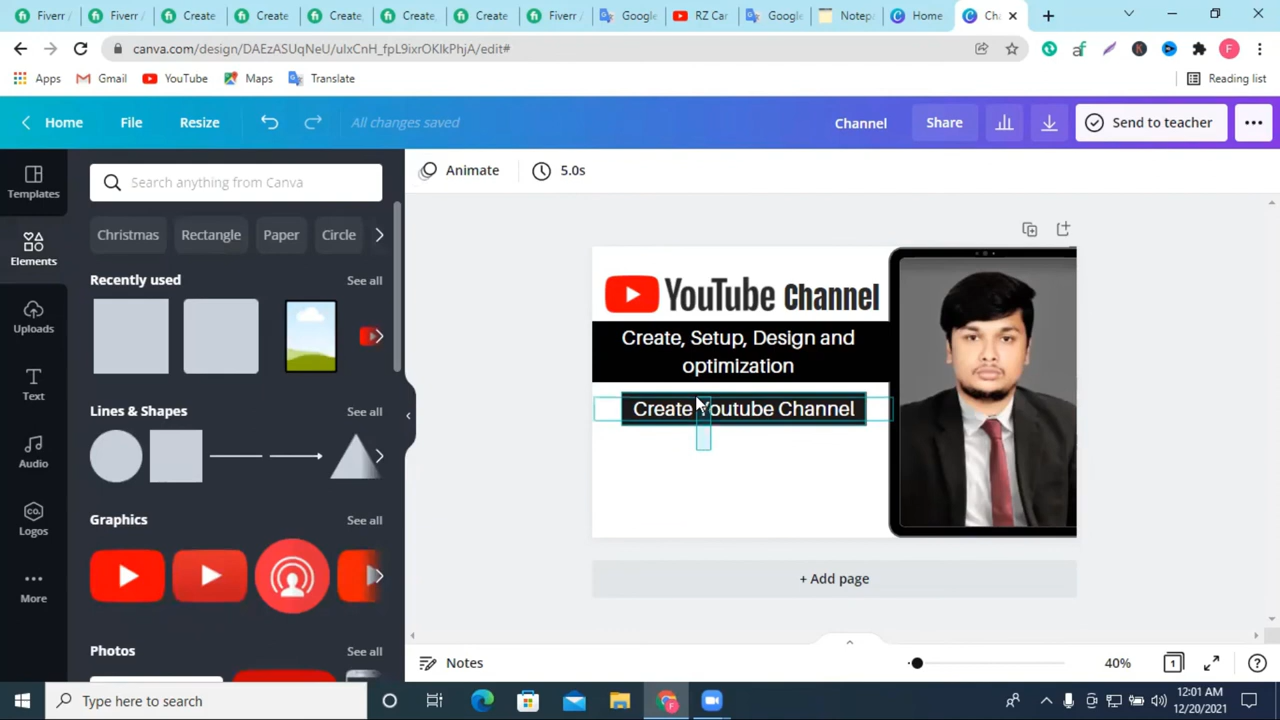 Fiverr /
Fiverr /
Create
Create
Create,
Create,
Create
Fiverr /
Google
RZ Car
Google
Notep
Home
Cha
canva.com/design/DAEzASUqNeU/ulxCnH_fpL9ixrOKIkPhjA/edit#
Apps
Gmail
YouTube
Maps
Translate
Reading list
Home
File
Resize
All changes saved
Channel
Share
Send to teacher
Templates
Elements
Uploads
Text
Audio
Logos
More
Search anything from Canva
Christmas
Rectangle
Paper
Circle
Recently used
See all
Lines & Shapes
See all
Graphics
See all
Photos
See all
Animate
5.0s
YouTube Channel
Create, Setup, Design and
optimization
Create Youtube Channel
+ Add page
Notes
40%
1
Type here to search
12:01 AM
12/20/2021